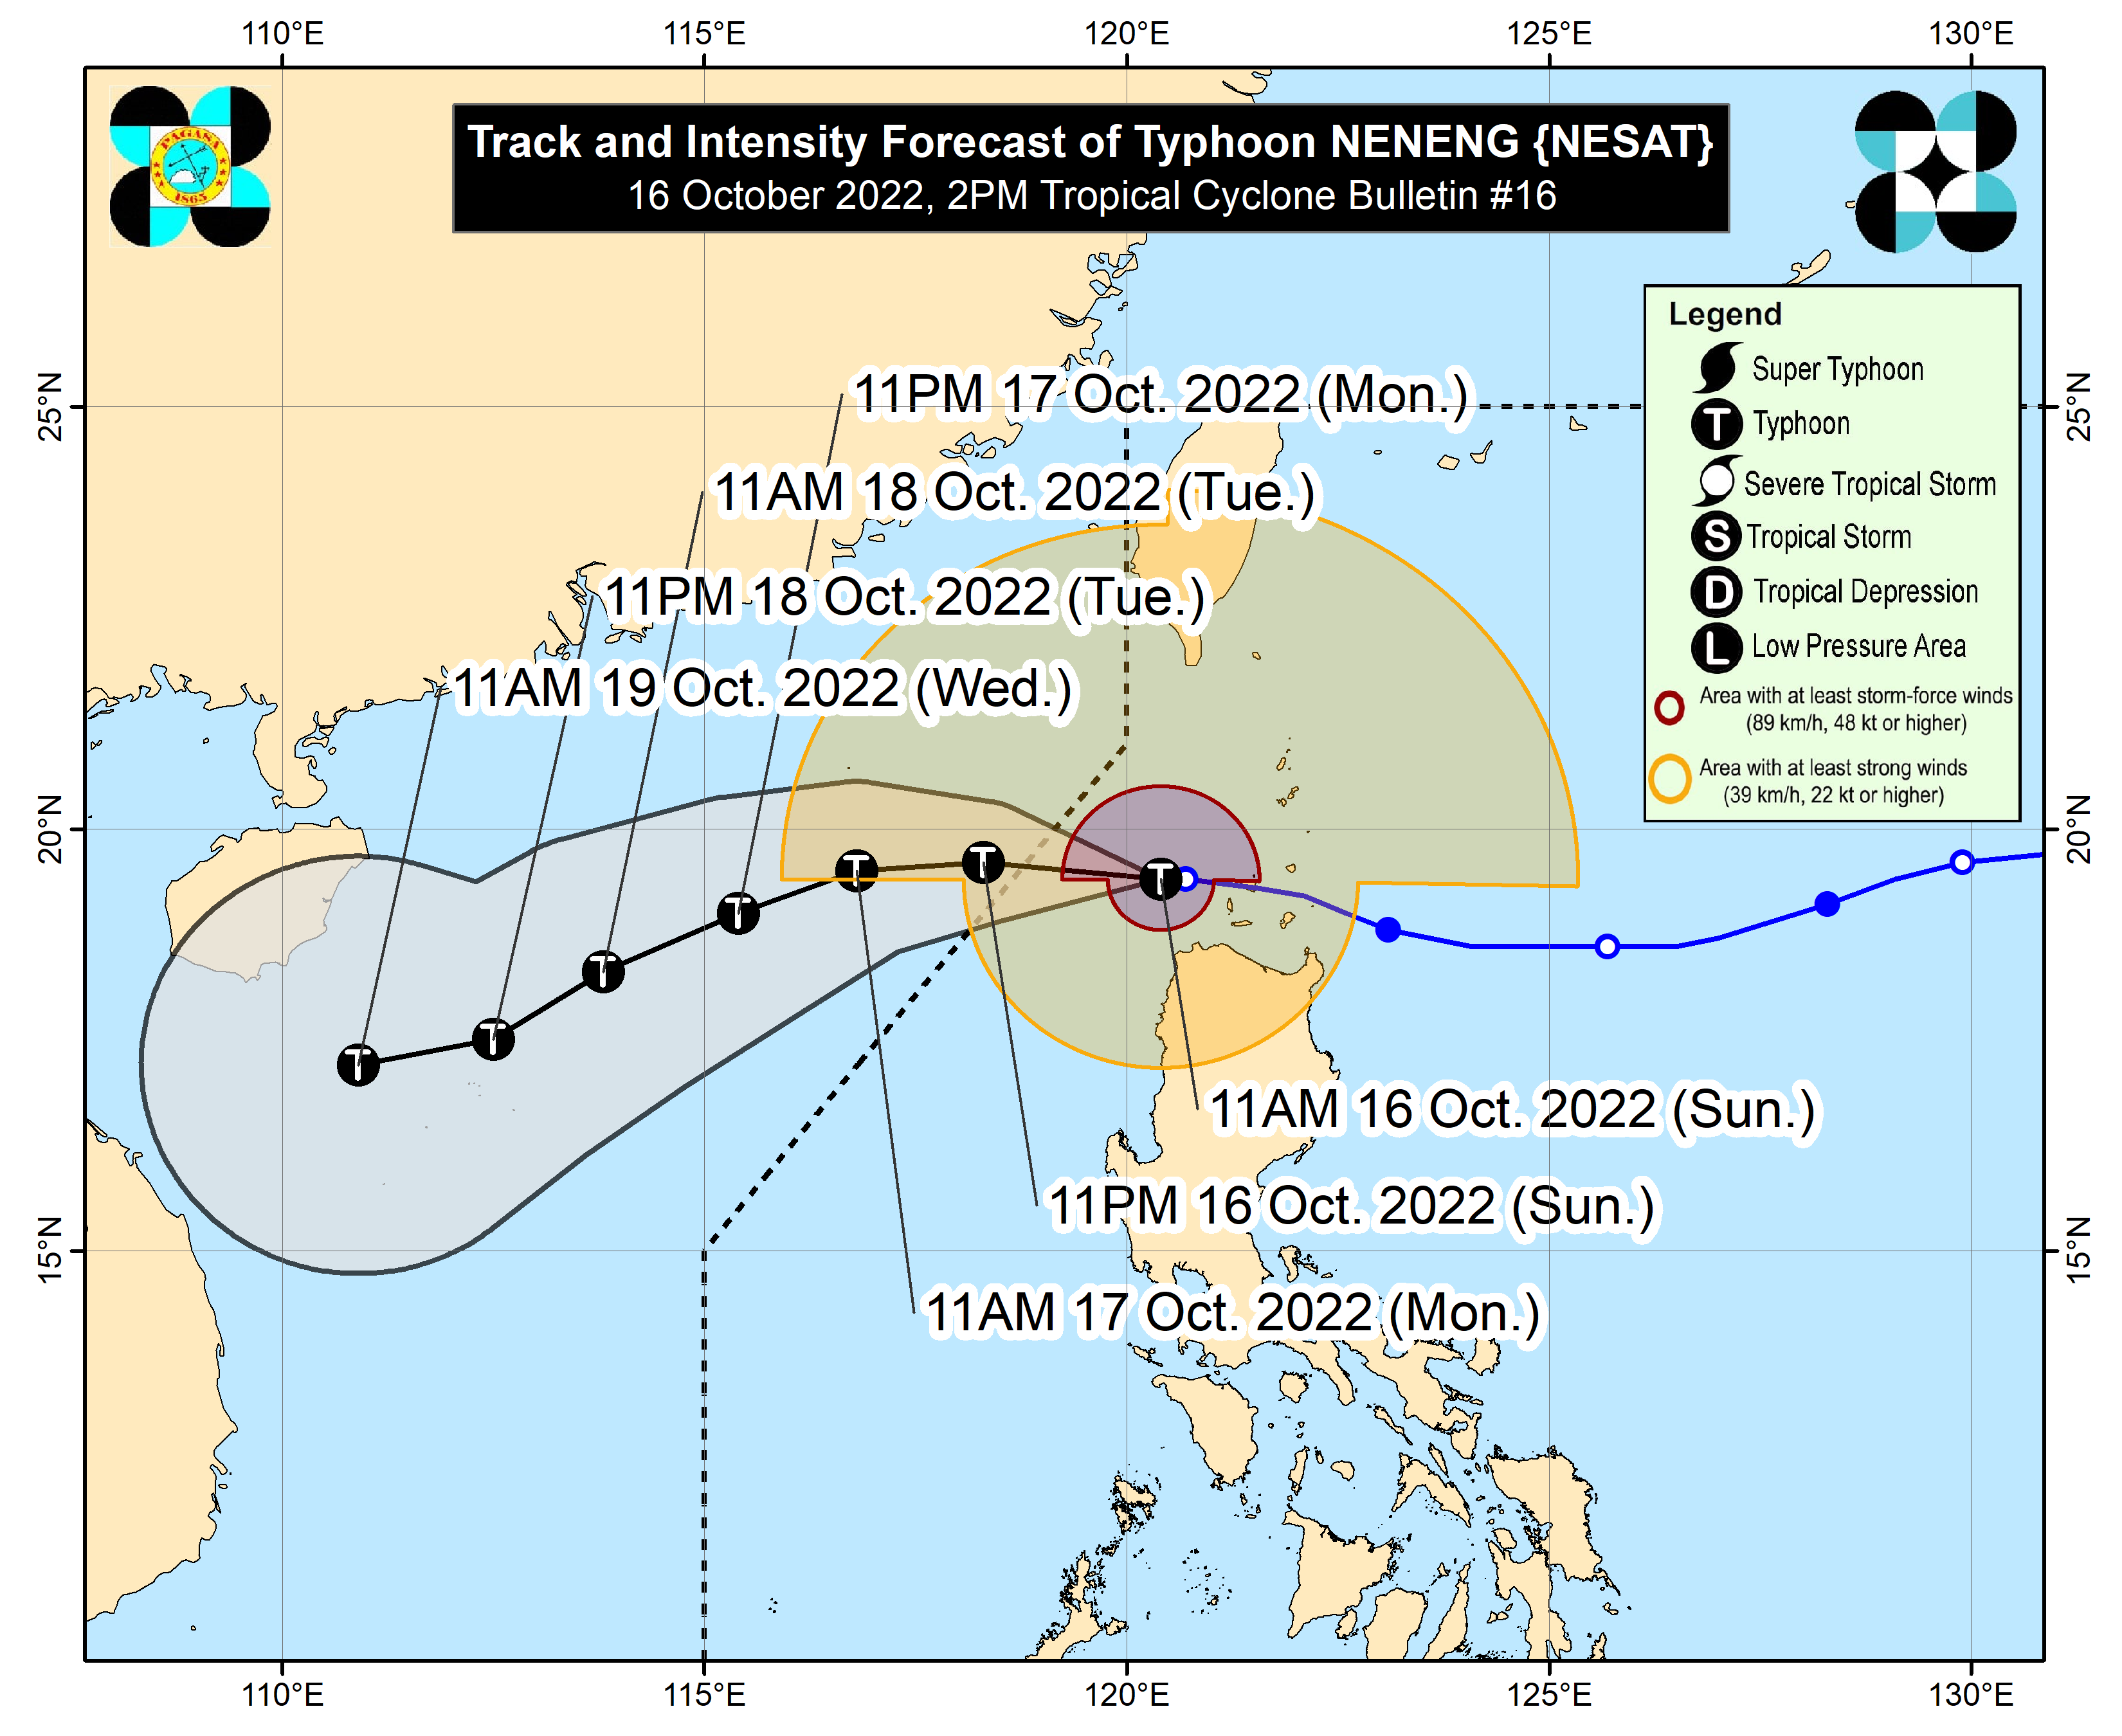 110°E 115°E 120°E 125°E 130°E
PAGASA
1865
Track and Intensity Forecast of Typhoon NENENG {NESAT}
16 October 2022, 2PM Tropical Cyclone Bulletin #16
Legend
Super Typhoon
T Typhoon
Severe Tropical Storm
S Tropical Storm
D Tropical Depression
L Low Pressure Area
Area with at least storm-force winds
(89 km/h, 48 kt or higher)
Area with at least strong winds
(39 km/h, 22 kt or higher)
25°N 25°N
11PM 17 Oct. 2022 (Mon.)
11AM 18 Oct. 2022 (Tue.)
11PM 18 Oct. 2022 (Tue.)
11AM 19 Oct. 2022 (Wed.)
20°N 20°N
T T T T T T T
11AM 16 Oct. 2022 (Sun.)
11PM 16 Oct. 2022 (Sun.)
15°N 15°N
11AM 17 Oct. 2022 (Mon.)
110°E 115°E 120°E 125°E 130°E